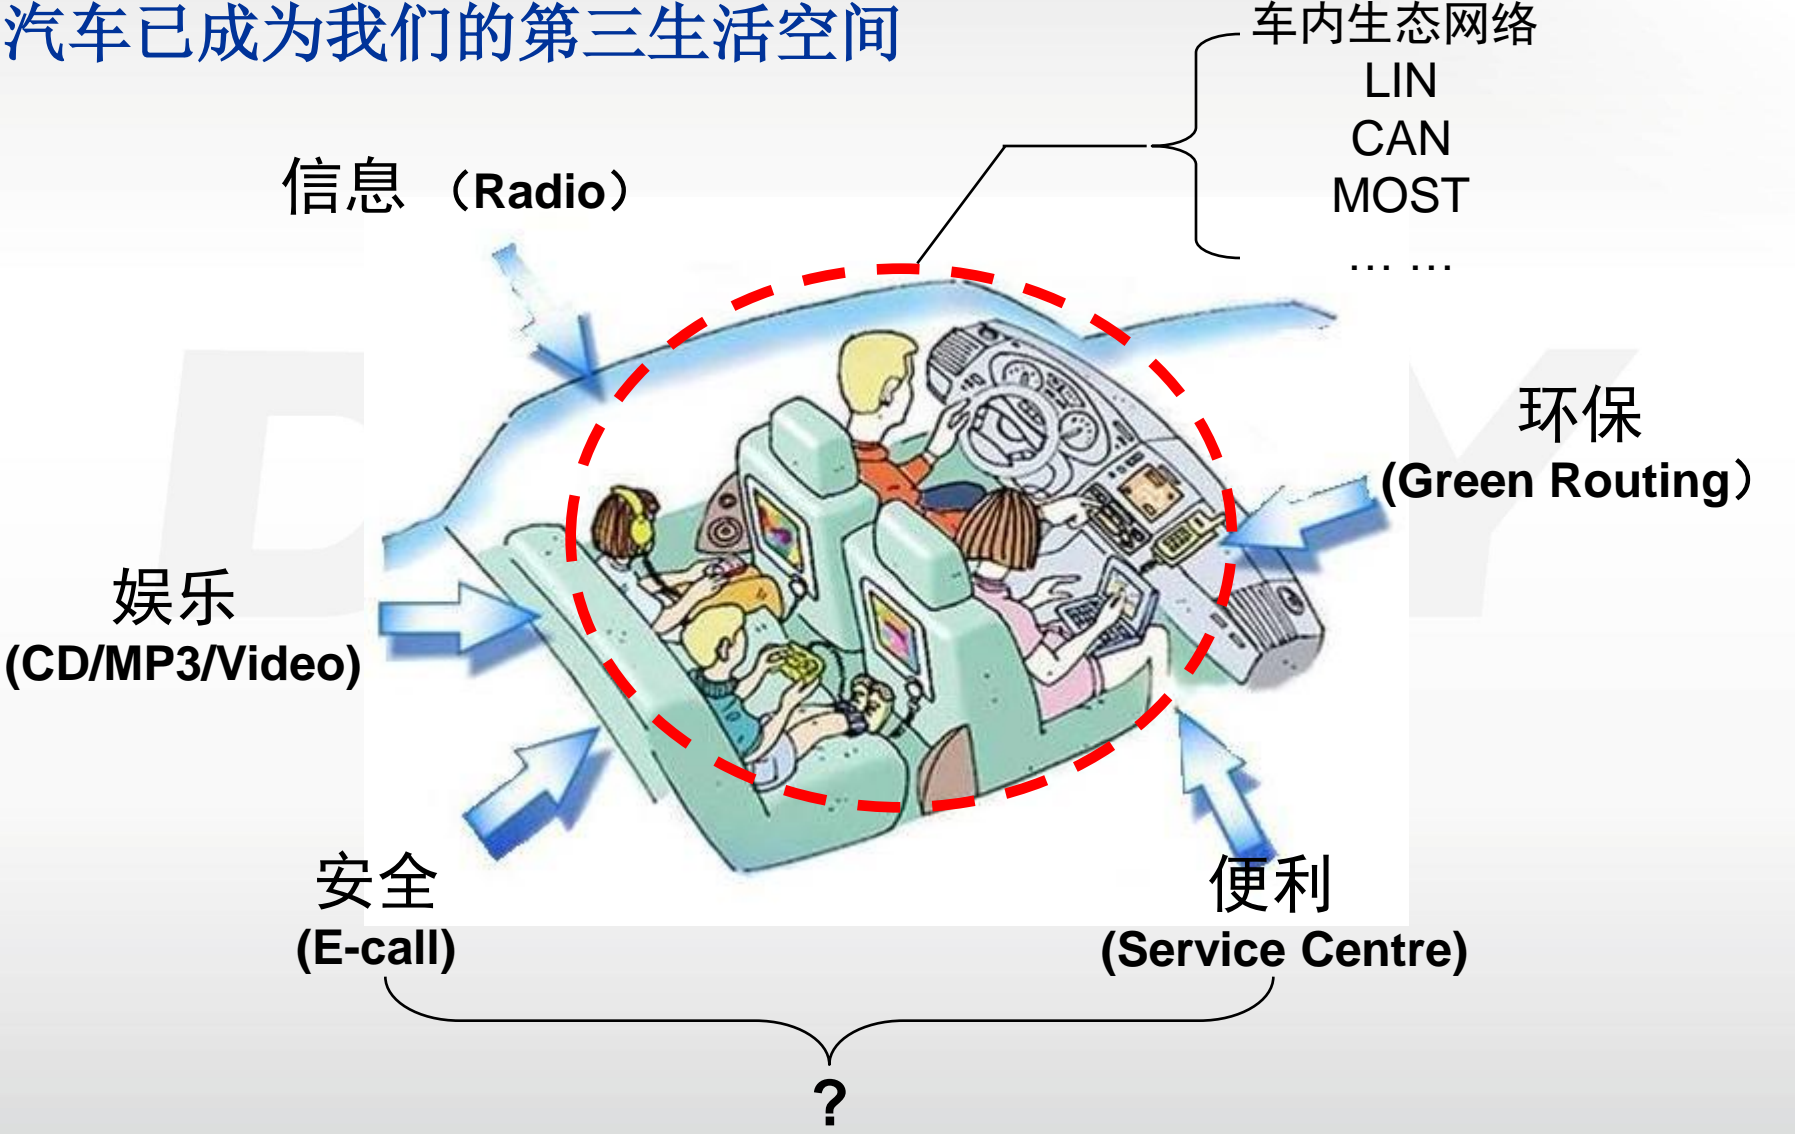 汽车已成为我们的第三生活空间
车内生态网络
LIN
CAN
MOST
… …
信息 （Radio）
环保
(Green Routing）
娱乐
(CD/MP3/Video)
安全
(E-call)
便利
(Service Centre)
?